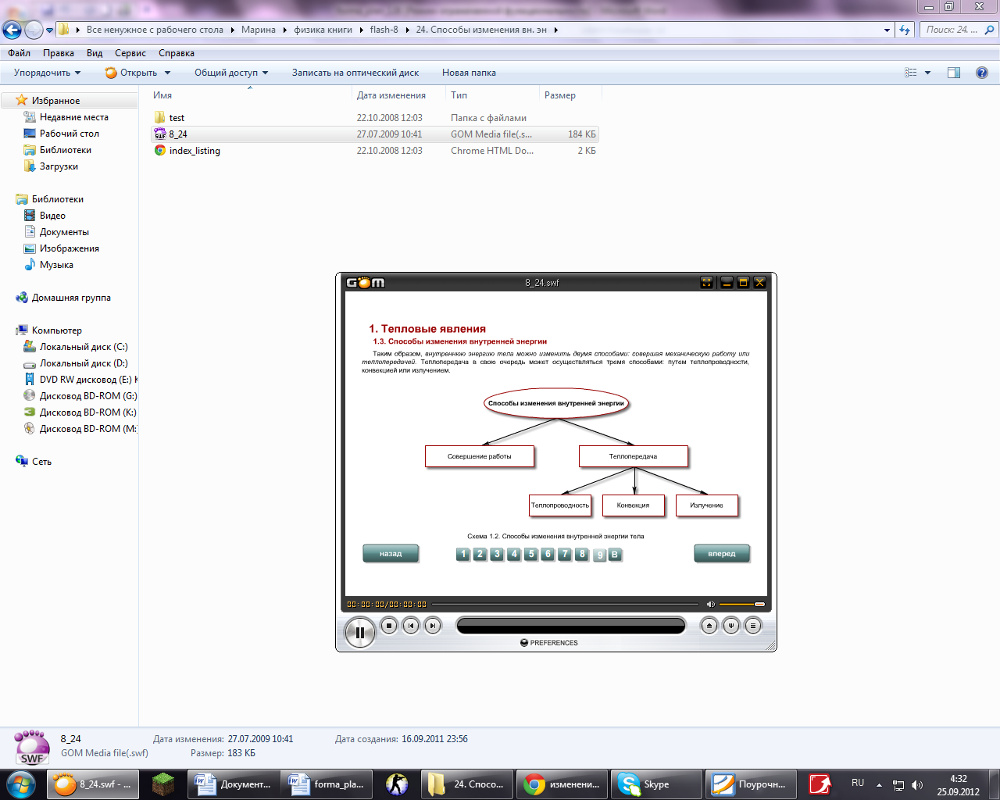 Все ненужное с рабочего стола
Марина
физика книги
flash-8
24. Способы изменения вн. эн
Поиск: 24. ...
Файл Правка Вид Сервис Справка
Упорядочить Открыть Общий доступ Записать на оптический диск Новая папка
Имя Дата изменения Тип Размер
Избранное
Недавние места
Рабочий стол
Библиотеки
Загрузки
Библиотеки
Видео
Документы
Изображения
Музыка
Домашняя группа
Компьютер
Локальный диск (C:)
Локальный диск (D:)
DVD RW дисковод (E:)
Дисковод BD-ROM (G:)
Дисковод BD-ROM (K:)
Дисковод BD-ROM (M:)
Сеть
test 22.10.2008 12:03 Папка с файлами
8_24 27.07.2009 10:41 GOM Media file(.s... 184 КБ
index_listing 22.10.2008 12:03 Chrome HTML Do... 2 КБ
GOM 8_24.swf
1. Тепловые явления
1.3. Способы изменения внутренней энергии
Таким образом, внутреннюю энергию тела можно изменить двумя способами: совершая механическую работу или
теплопередачей. Теплопередача в свою очередь может осуществляться тремя способами: путем теплопроводности,
конвекцией или излучением.
Способы изменения внутренней энергии
Совершение работы Теплопередача
Теплопроводность Конвекция Излучение
Схема 1.2. Способы изменения внутренней энергии тела
назад 1 2 3 4 5 6 7 8 9 В вперед
00:00:00/00:00:00
PREFERENCES
SWF
8_24 Дата изменения: 27.07.2009 10:41 Дата создания: 16.09.2011 23:56
GOM Media file(.swf) Размер: 183 КБ
8_24.swf - ... Документ... forma_pla... 24. Спосо... изменени... Skype Поурочн... RU 4:32
25.09.2012